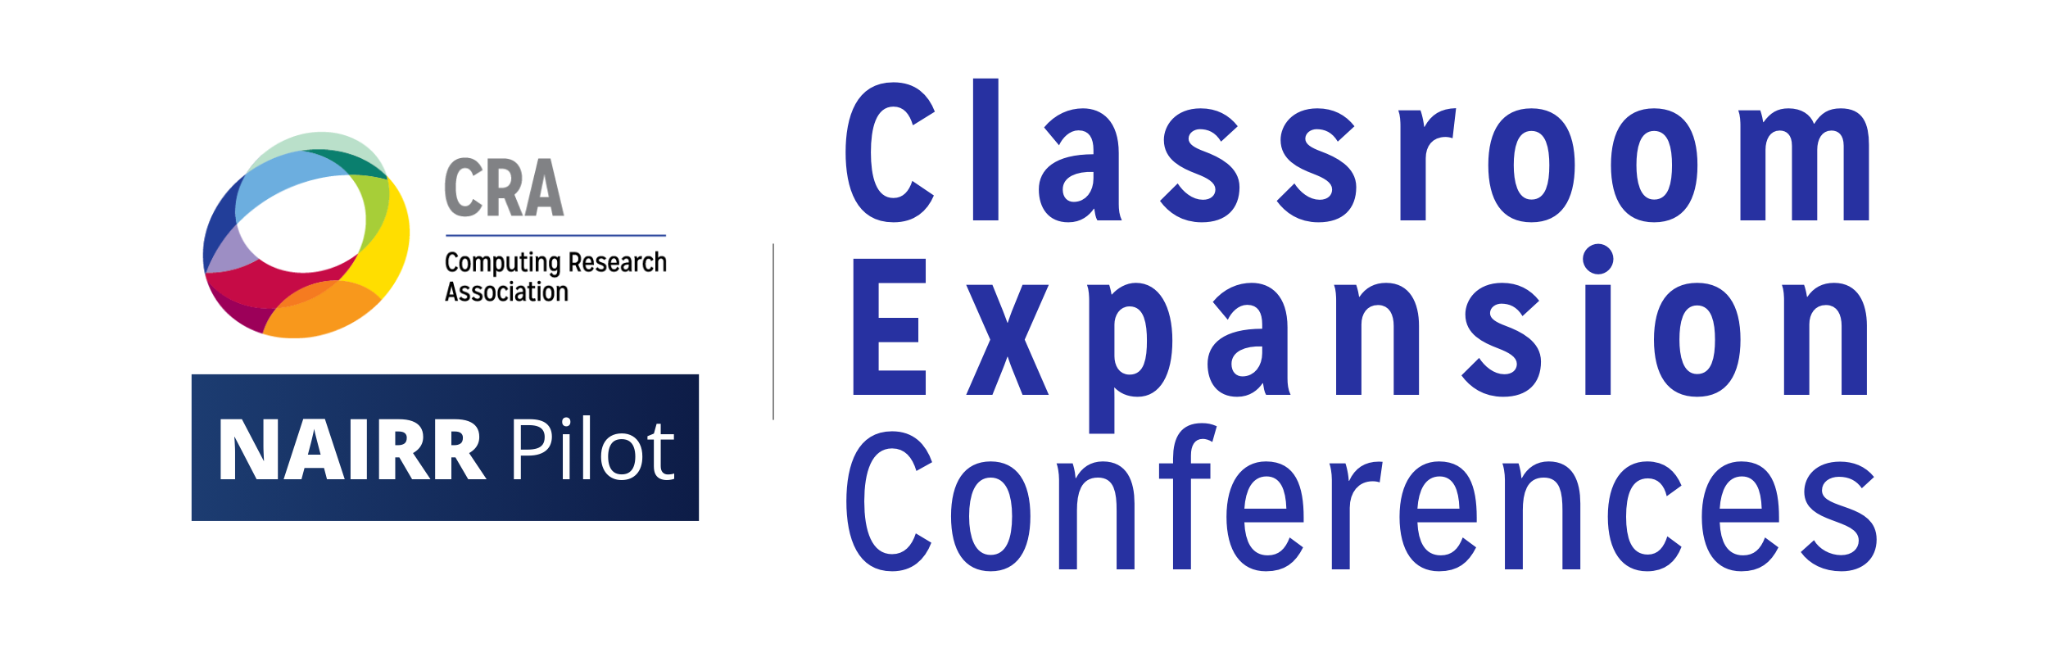 CRA
Computing Research
Association
NAIRR Pilot
Classroom
Expansion
Conferences